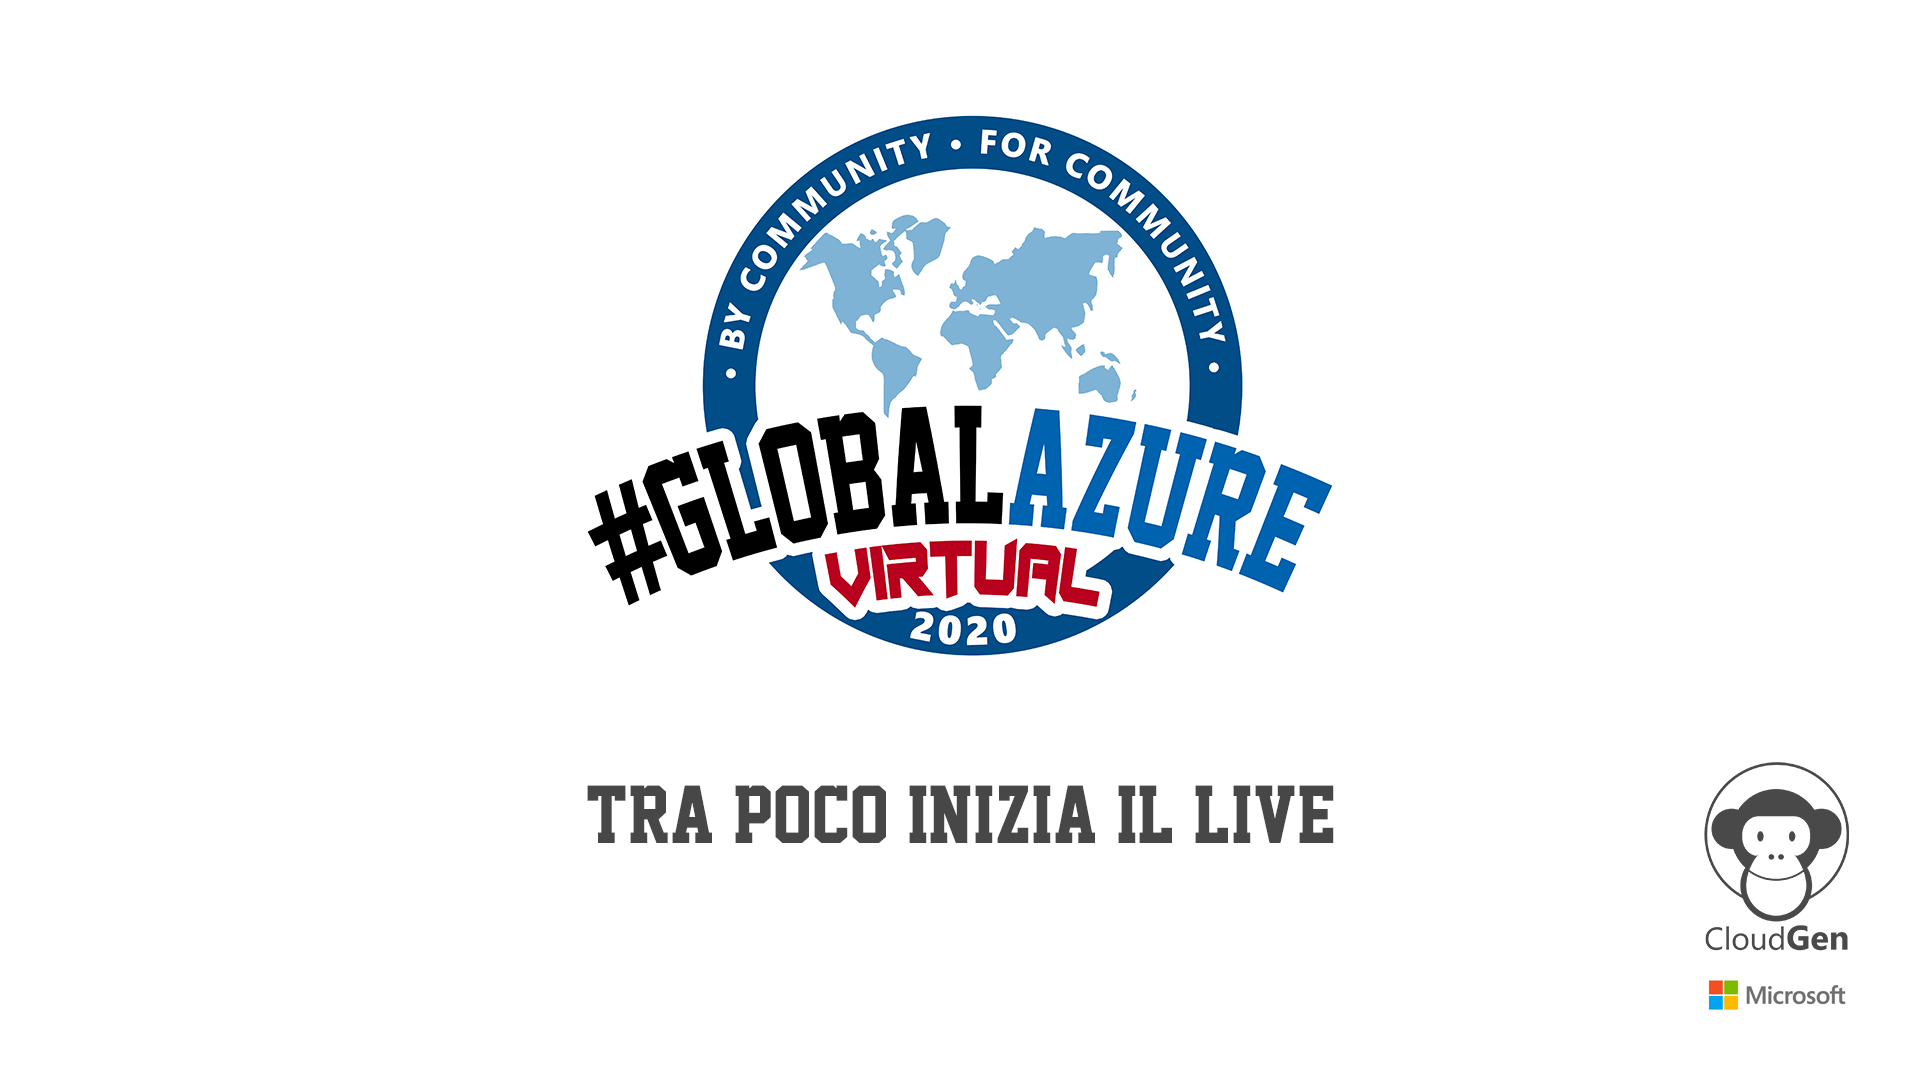 • BY COMMUNITY • FOR COMMUNITY •
#GLOBALAZURE
VIRTUAL
2020
TRA POCO INIZIA IL LIVE
CloudGen
Microsoft